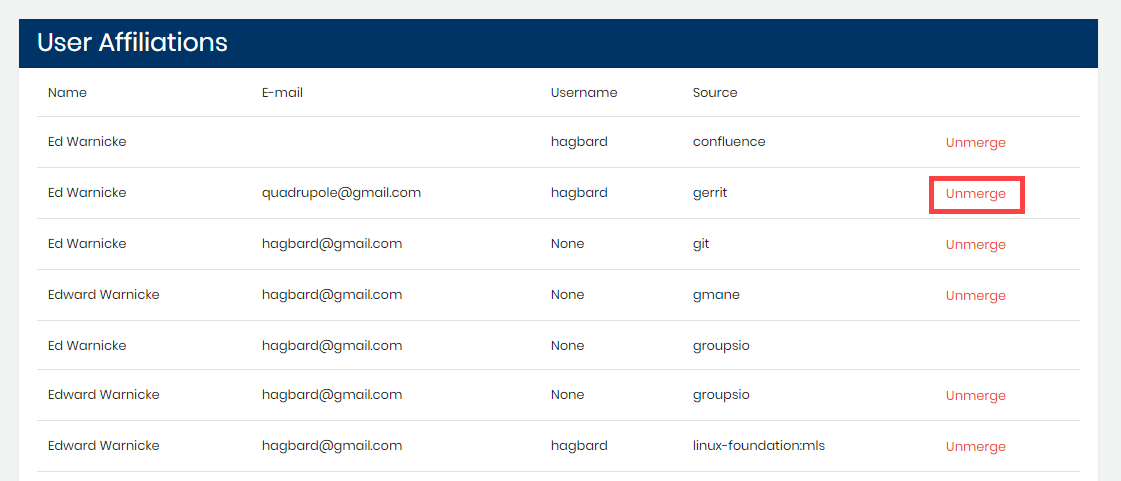 User Affiliations
Name E-mail Username Source
Ed Warnicke hagbard confluence Unmerge
Ed Warnicke quadrupole@gmail.com hagbard gerrit Unmerge
Ed Warnicke hagbard@gmail.com None git Unmerge
Edward Warnicke hagbard@gmail.com None gmane Unmerge
Ed Warnicke hagbard@gmail.com None groupsio
Edward Warnicke hagbard@gmail.com None groupsio Unmerge
Edward Warnicke hagbard@gmail.com hagbard linux-foundation:mls Unmerge